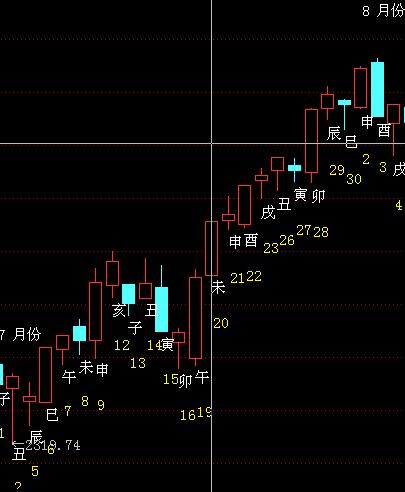 8 月份
辰
巳
申
酉
戌
29
30
2
3
4
戌
丑
寅
卯
申
酉
23
26
27
28
21
22
未
20
亥
子
丑
寅
12
13
14
7 月份
午
未
申
卯
午
15
16
19
子
巳
7
8
9
辰
丑
6
5
1
2
←2319.74